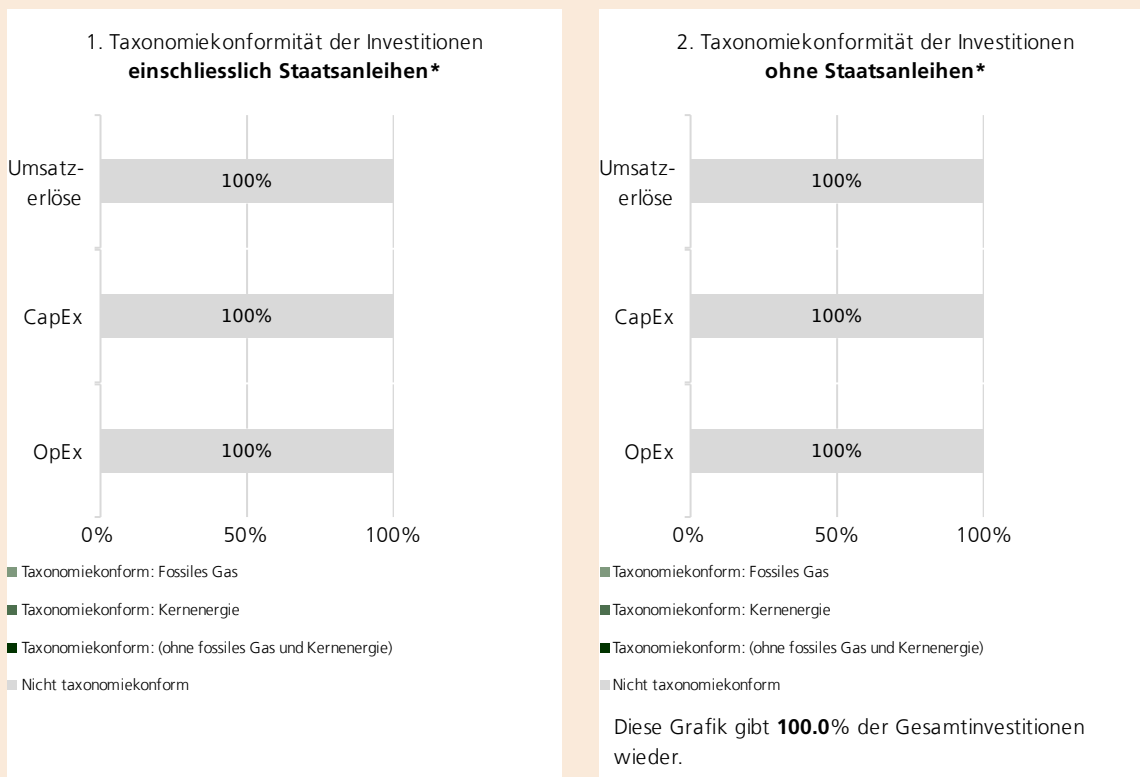 1. Taxonomiekonformität der Investitionen
einschliesslich Staatsanleihen*
Umsatz-
erlöse
100%
CapEx
100%
OpEx
100%
0% 50% 100%
Taxonomiekonform: Fossiles Gas
Taxonomiekonform: Kernenergie
Taxonomiekonform: (ohne fossiles Gas und Kernenergie)
Nicht taxonomiekonform
2. Taxonomiekonformität der Investitionen
ohne Staatsanleihen*
Umsatz-
erlöse
100%
CapEx
100%
OpEx
100%
0% 50% 100%
Taxonomiekonform: Fossiles Gas
Taxonomiekonform: Kernenergie
Taxonomiekonform: (ohne fossiles Gas und Kernenergie)
Nicht taxonomiekonform
Diese Grafik gibt 100.0% der Gesamtinvestitionen
wieder.